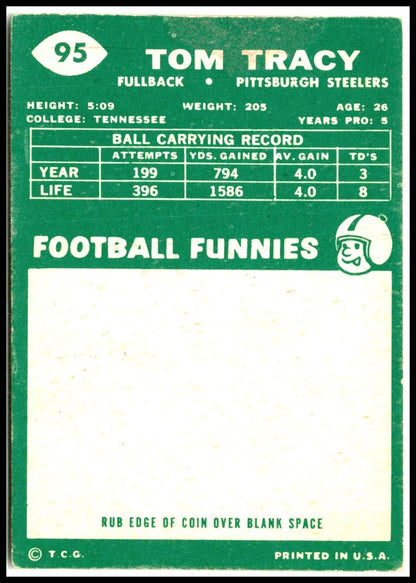 95
TOM TRACY
FULLBACK • PITTSBURGH STEELERS
HEIGHT: 5:09 WEIGHT: 205 AGE: 26
COLLEGE: TENNESSEE YEARS PRO: 5
BALL CARRYING RECORD
ATTEMPTS YDS. GAINED AV. GAIN TD'S
YEAR 199 794 4.0 3
LIFE 396 1586 4.0 8
FOOTBALL FUNNIES
RUB EDGE OF COIN OVER BLANK SPACE
© T.C.G. PRINTED IN U.S.A.